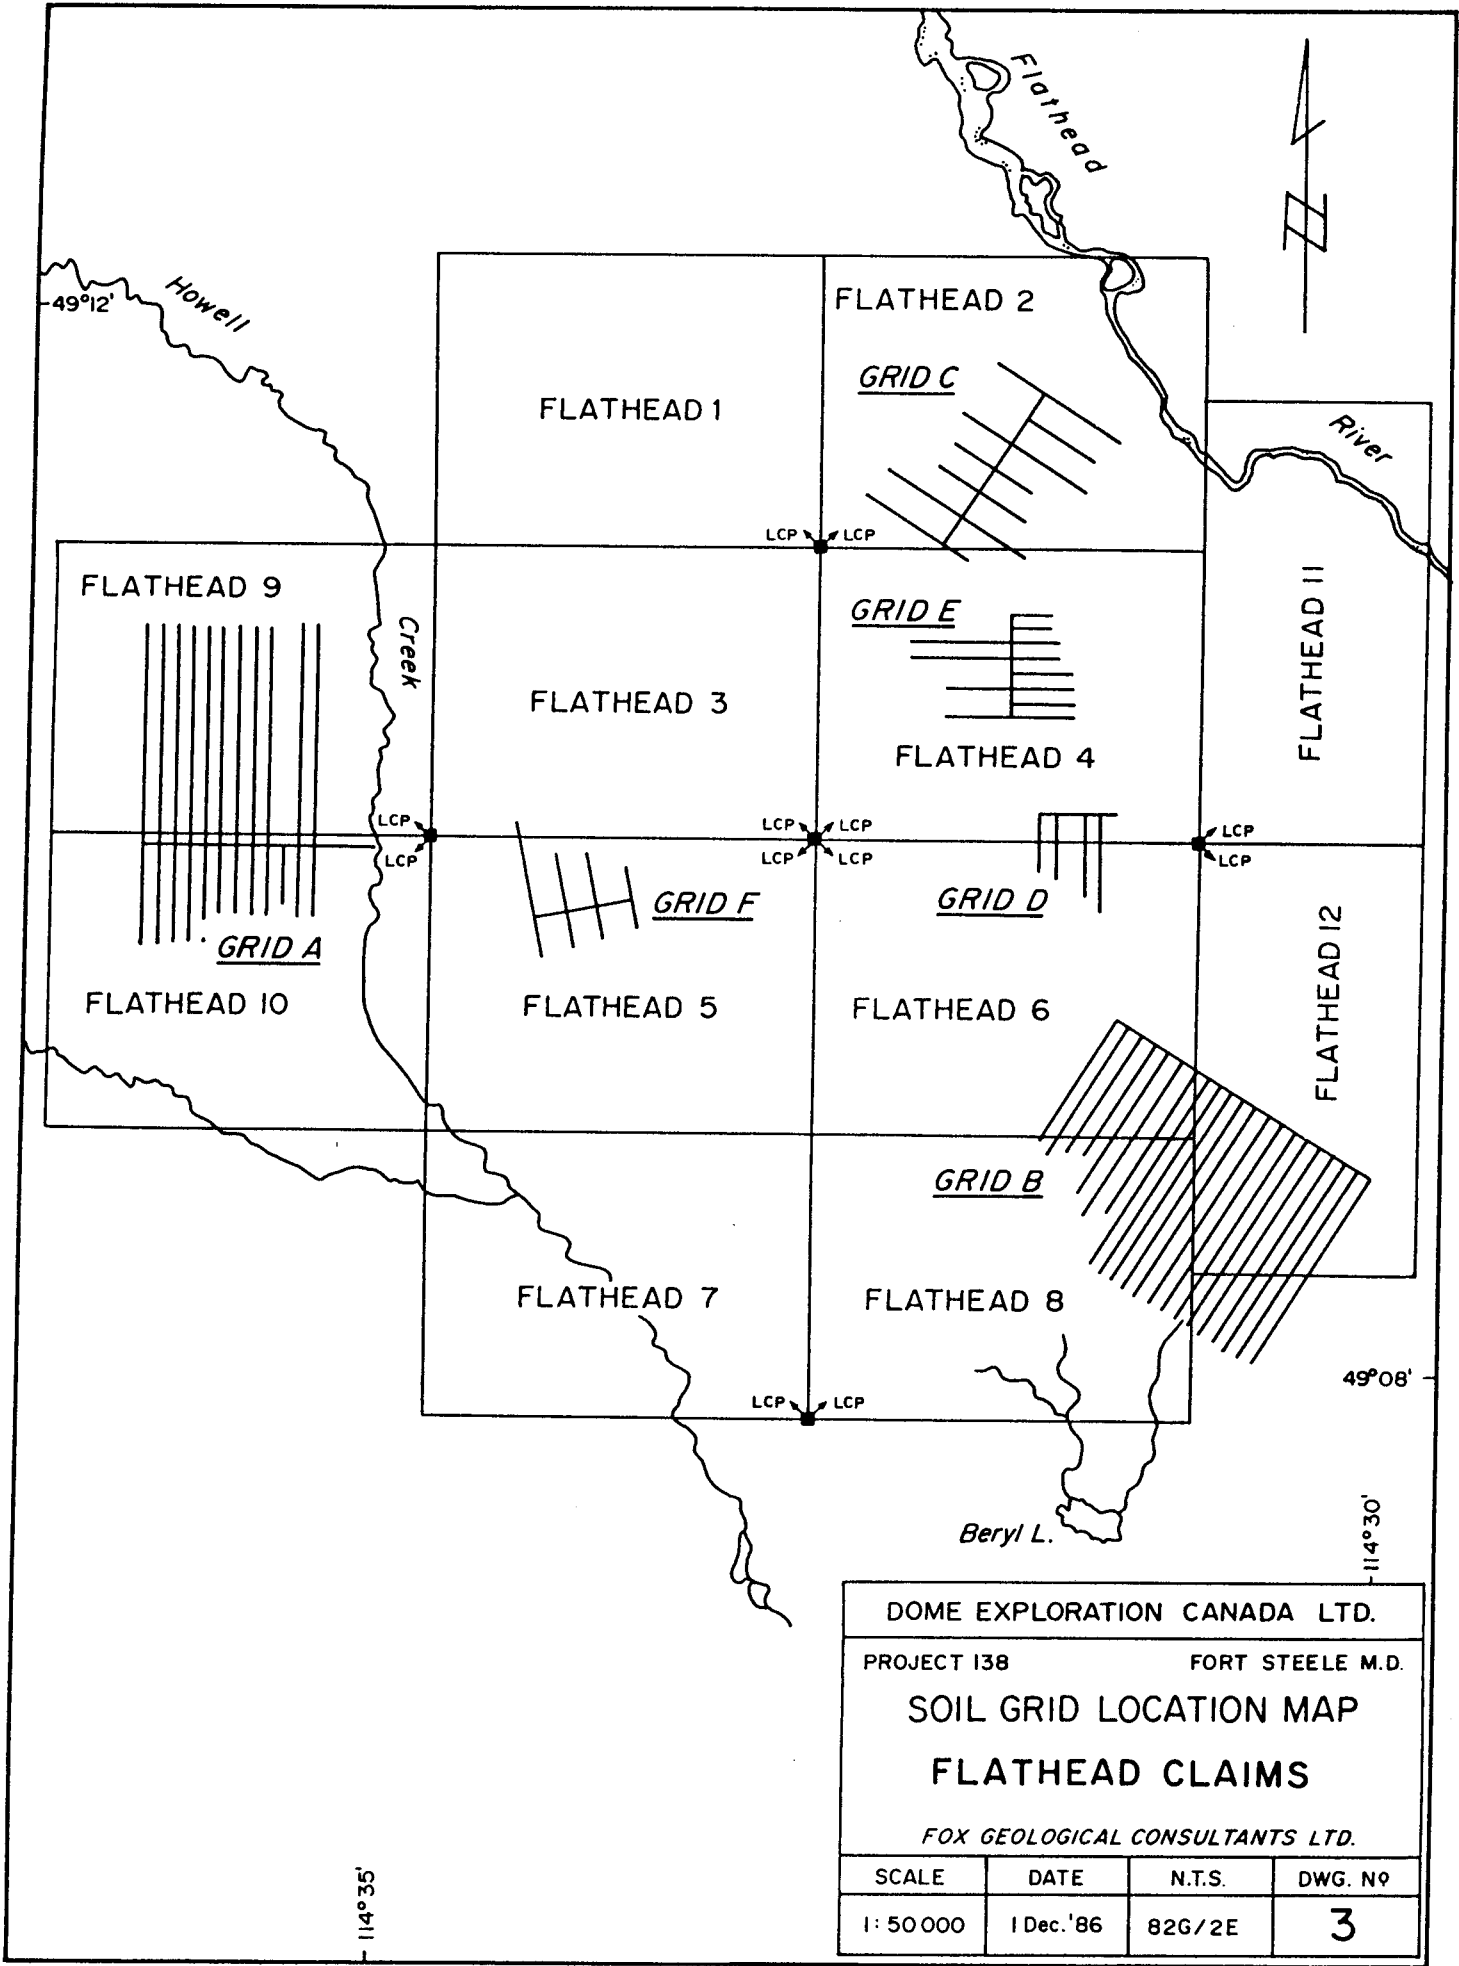 Flathead
49°12'
Howell
FLATHEAD 2
GRID C
FLATHEAD 1
River
LCP LCP
FLATHEAD 9
GRID E
FLATHEAD 11
Creek
FLATHEAD 3
FLATHEAD 4
LCP
LCP
LCP LCP
LCP LCP
LCP
LCP
GRID F
GRID D
GRID A
FLATHEAD 12
FLATHEAD 10
FLATHEAD 5
FLATHEAD 6
GRID B
FLATHEAD 7
FLATHEAD 8
49°08'
LCP LCP
Beryl L.
114°30'
114°35'
DOME EXPLORATION CANADA LTD.
PROJECT 138 FORT STEELE M.D.
SOIL GRID LOCATION MAP
FLATHEAD CLAIMS
FOX GEOLOGICAL CONSULTANTS LTD.
SCALE DATE N.T.S. DWG. Nº
1:50000 1 Dec.'86 82G/2E 3
N